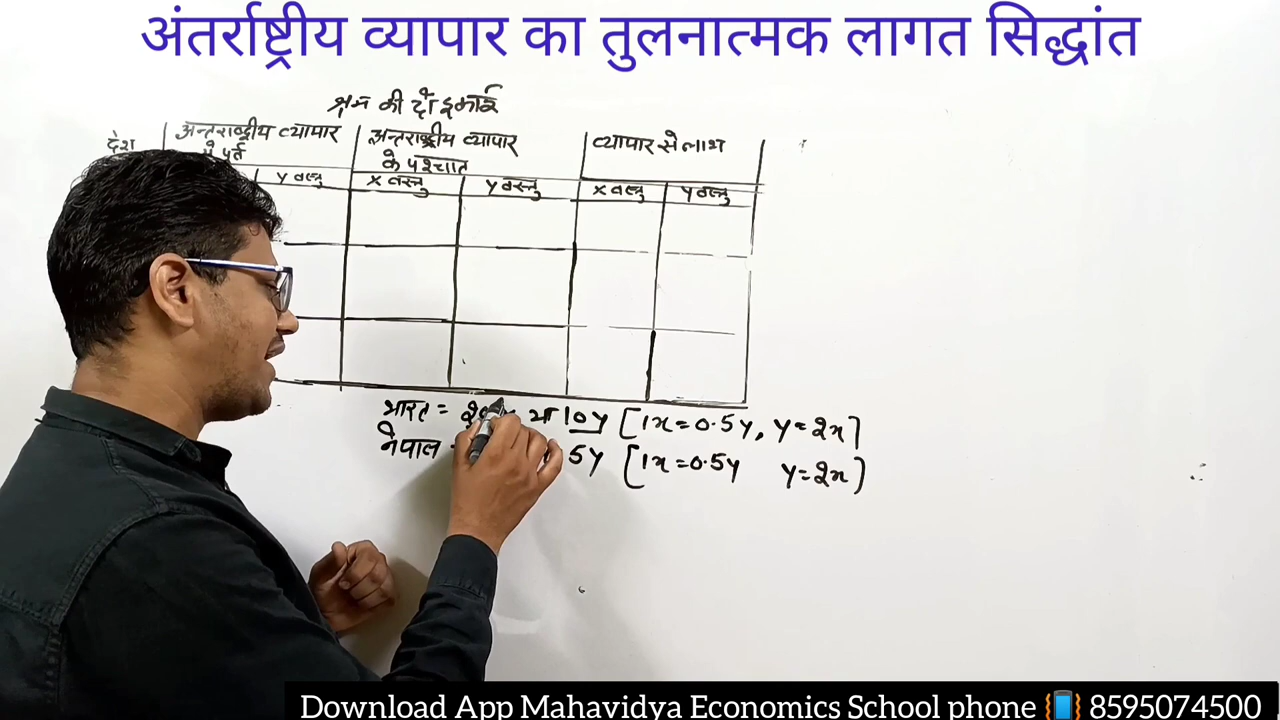 अंतर्राष्ट्रीय व्यापार का तुलनात्मक लागत सिद्धांत
श्रम की दो इकाई
देश अन्तराष्ट्रीय व्यापार अन्तराष्ट्रीय व्यापार व्यापार से लाभ
के पश्चात
y वस्तु x वस्तु y वस्तु x वस्तु y वस्तु
भारत = या 10y [1x=0.5y, y=2x]
नेपाल 5y [1x=0.5y y=2x)
Download App Mahavidya Economics School phone 8595074500